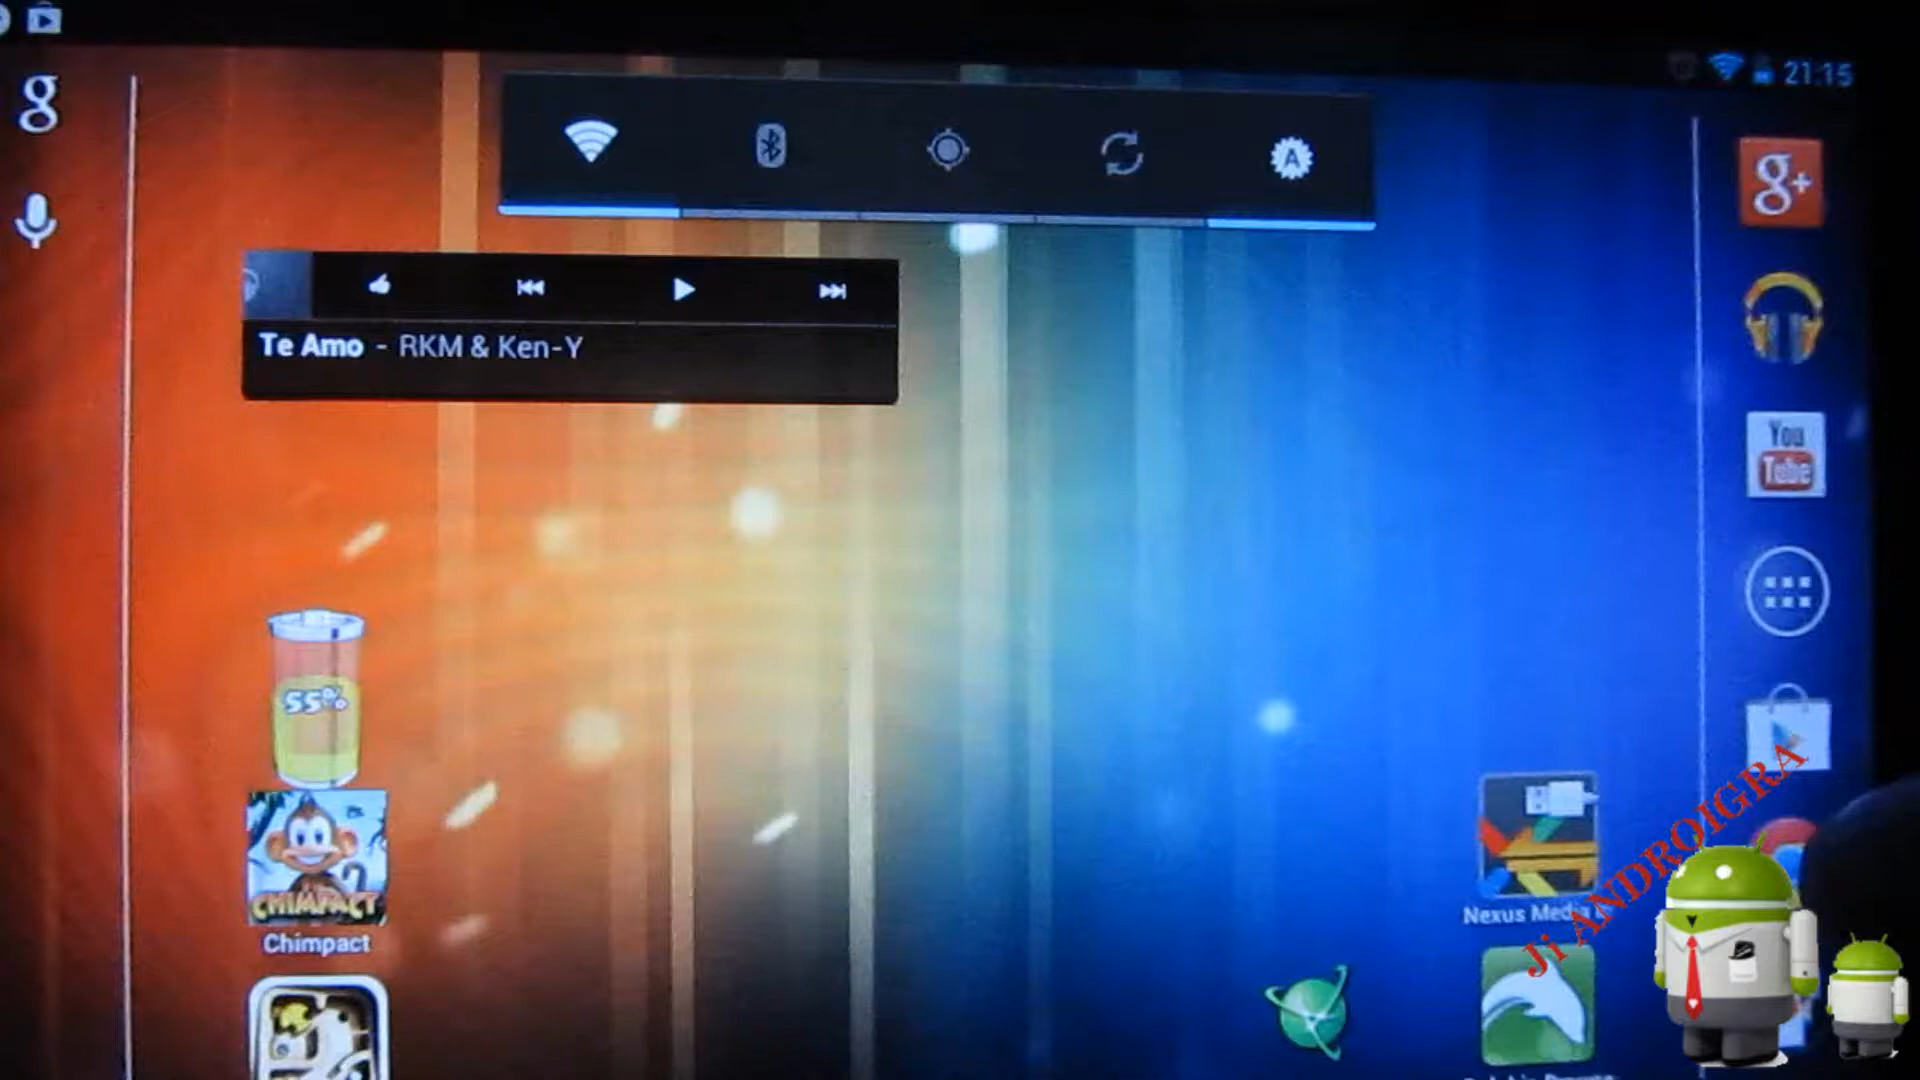 21:15
g
g+
A
Te Amo - RKM & Ken-Y
You
Tube
55%
CHIMPACT
Chimpact
Nexus Media
Ji ANDROIGRA